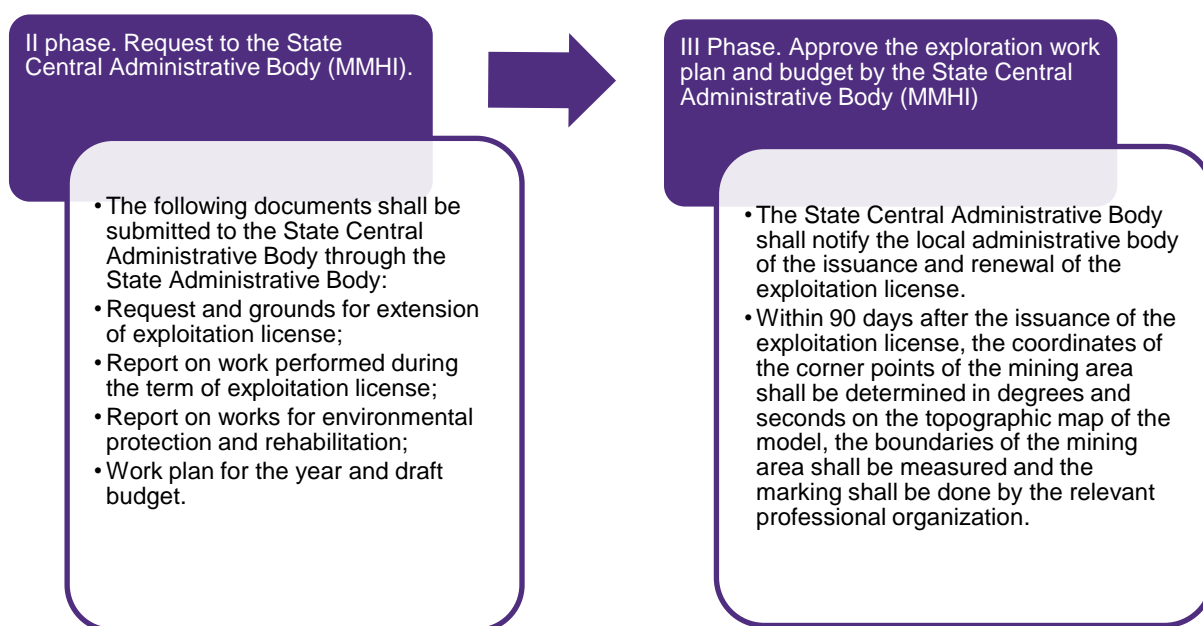 II phase. Request to the State
Central Administrative Body (MMHI).
• The following documents shall be
submitted to the State Central
Administrative Body through the
State Administrative Body:
• Request and grounds for extension
of exploitation license;
• Report on work performed during
the term of exploitation license;
• Report on works for environmental
protection and rehabilitation;
• Work plan for the year and draft
budget.
III Phase. Approve the exploration work
plan and budget by the State Central
Administrative Body (MMHI)
• The State Central Administrative Body
shall notify the local administrative body
of the issuance and renewal of the
exploitation license.
• Within 90 days after the issuance of the
exploitation license, the coordinates of
the corner points of the mining area
shall be determined in degrees and
seconds on the topographic map of the
model, the boundaries of the mining
area shall be measured and the
marking shall be done by the relevant
professional organization.